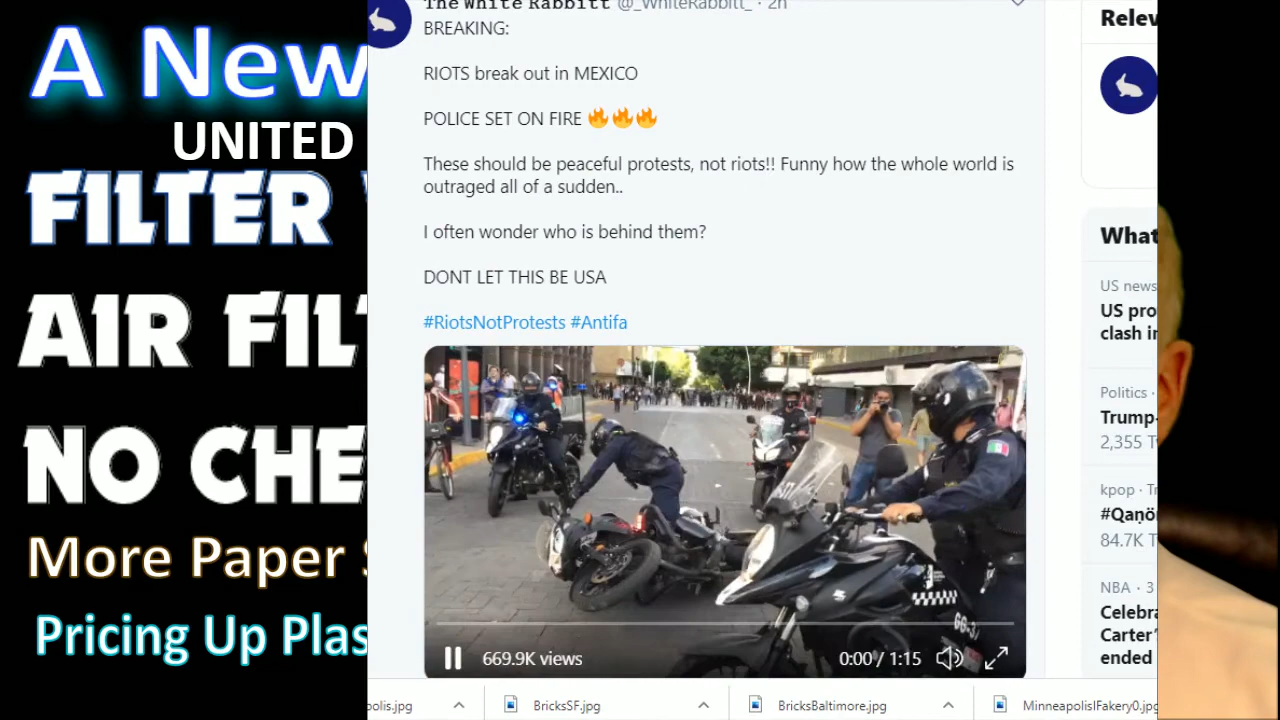 A New
UNITED
FILTER
AIR FIL
NO CHE
More Paper
Pricing Up Plas
The White Rabbitt @_WhiteRabbitt_ · 2h
BREAKING:
RIOTS break out in MEXICO
POLICE SET ON FIRE 🔥🔥🔥
These should be peaceful protests, not riots!! Funny how the whole world is
outraged all of a sudden..
I often wonder who is behind them?
DONT LET THIS BE USA
#RiotsNotProtests #Antifa
669.9K views
0:00 / 1:15
Relev
What
US news
US pro
clash i
Politics ·
Trump-
2,355 T
kpop · Tr
#Qaṇö
84.7K T
NBA · 3
Celebra
Carter'
ended
polis.jpg
BricksSF.jpg
BricksBaltimore.jpg
MinneapolisIFakery0.jpg